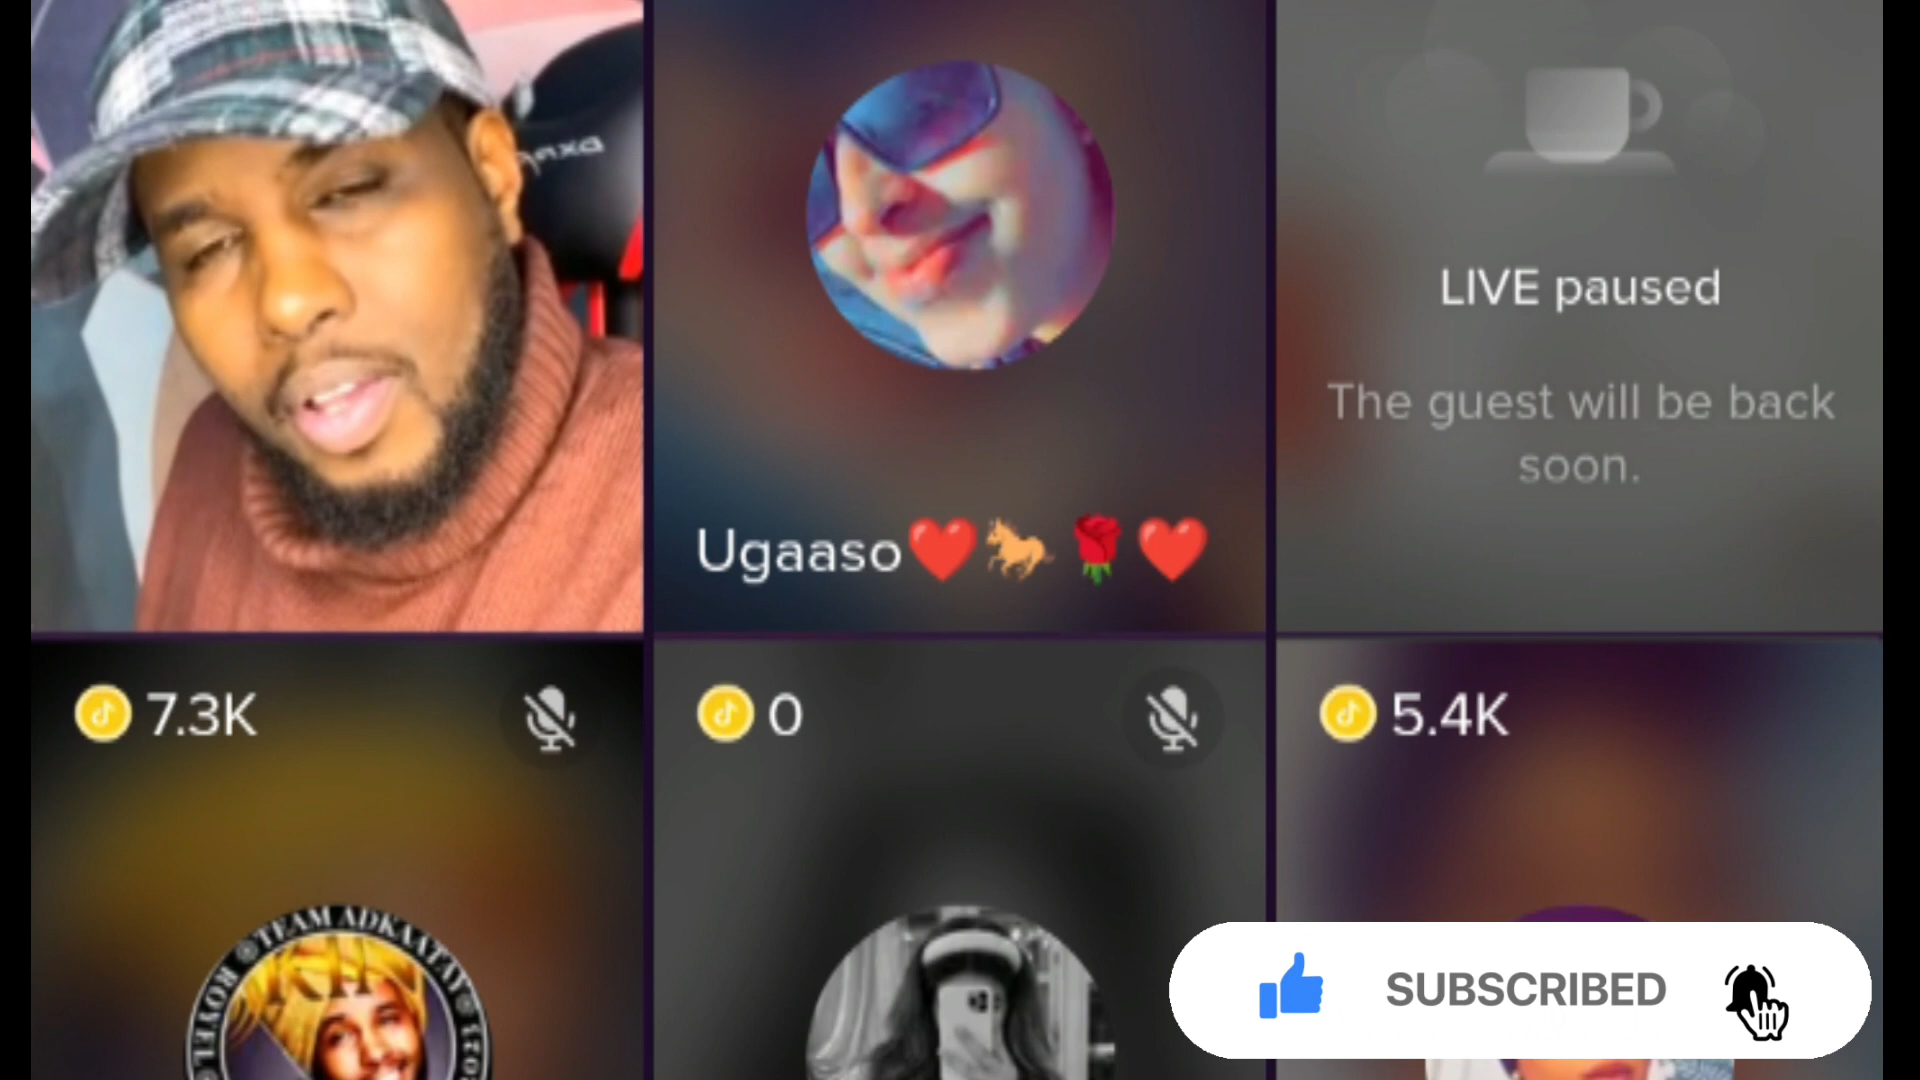 LIVE paused
The guest will be back
soon.
Ugaaso❤️🐎🌹❤️
7.3K
0
5.4K
TEAM ADKAATAY
SUBSCRIBED